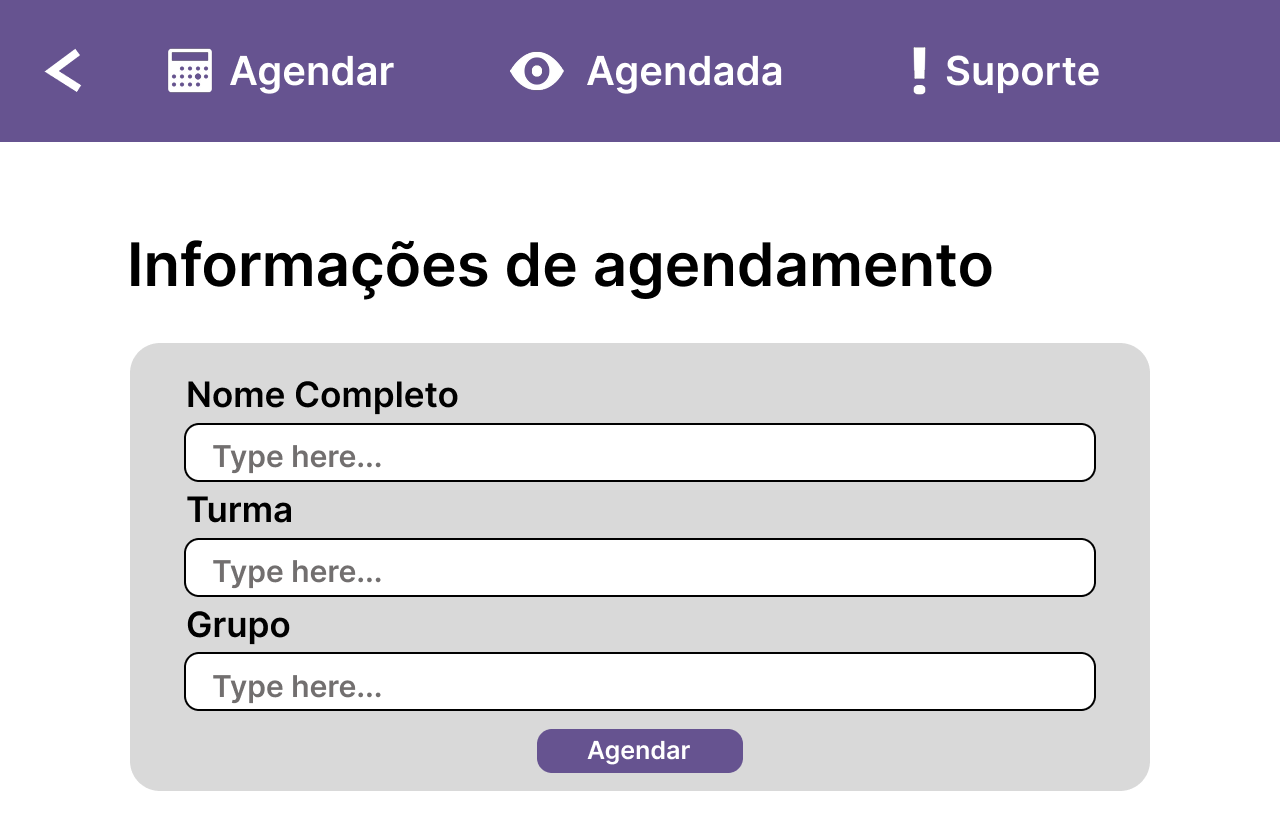 Agendar Agendada Suporte
Informações de agendamento
Nome Completo
Type here...
Turma
Type here...
Grupo
Type here...
Agendar